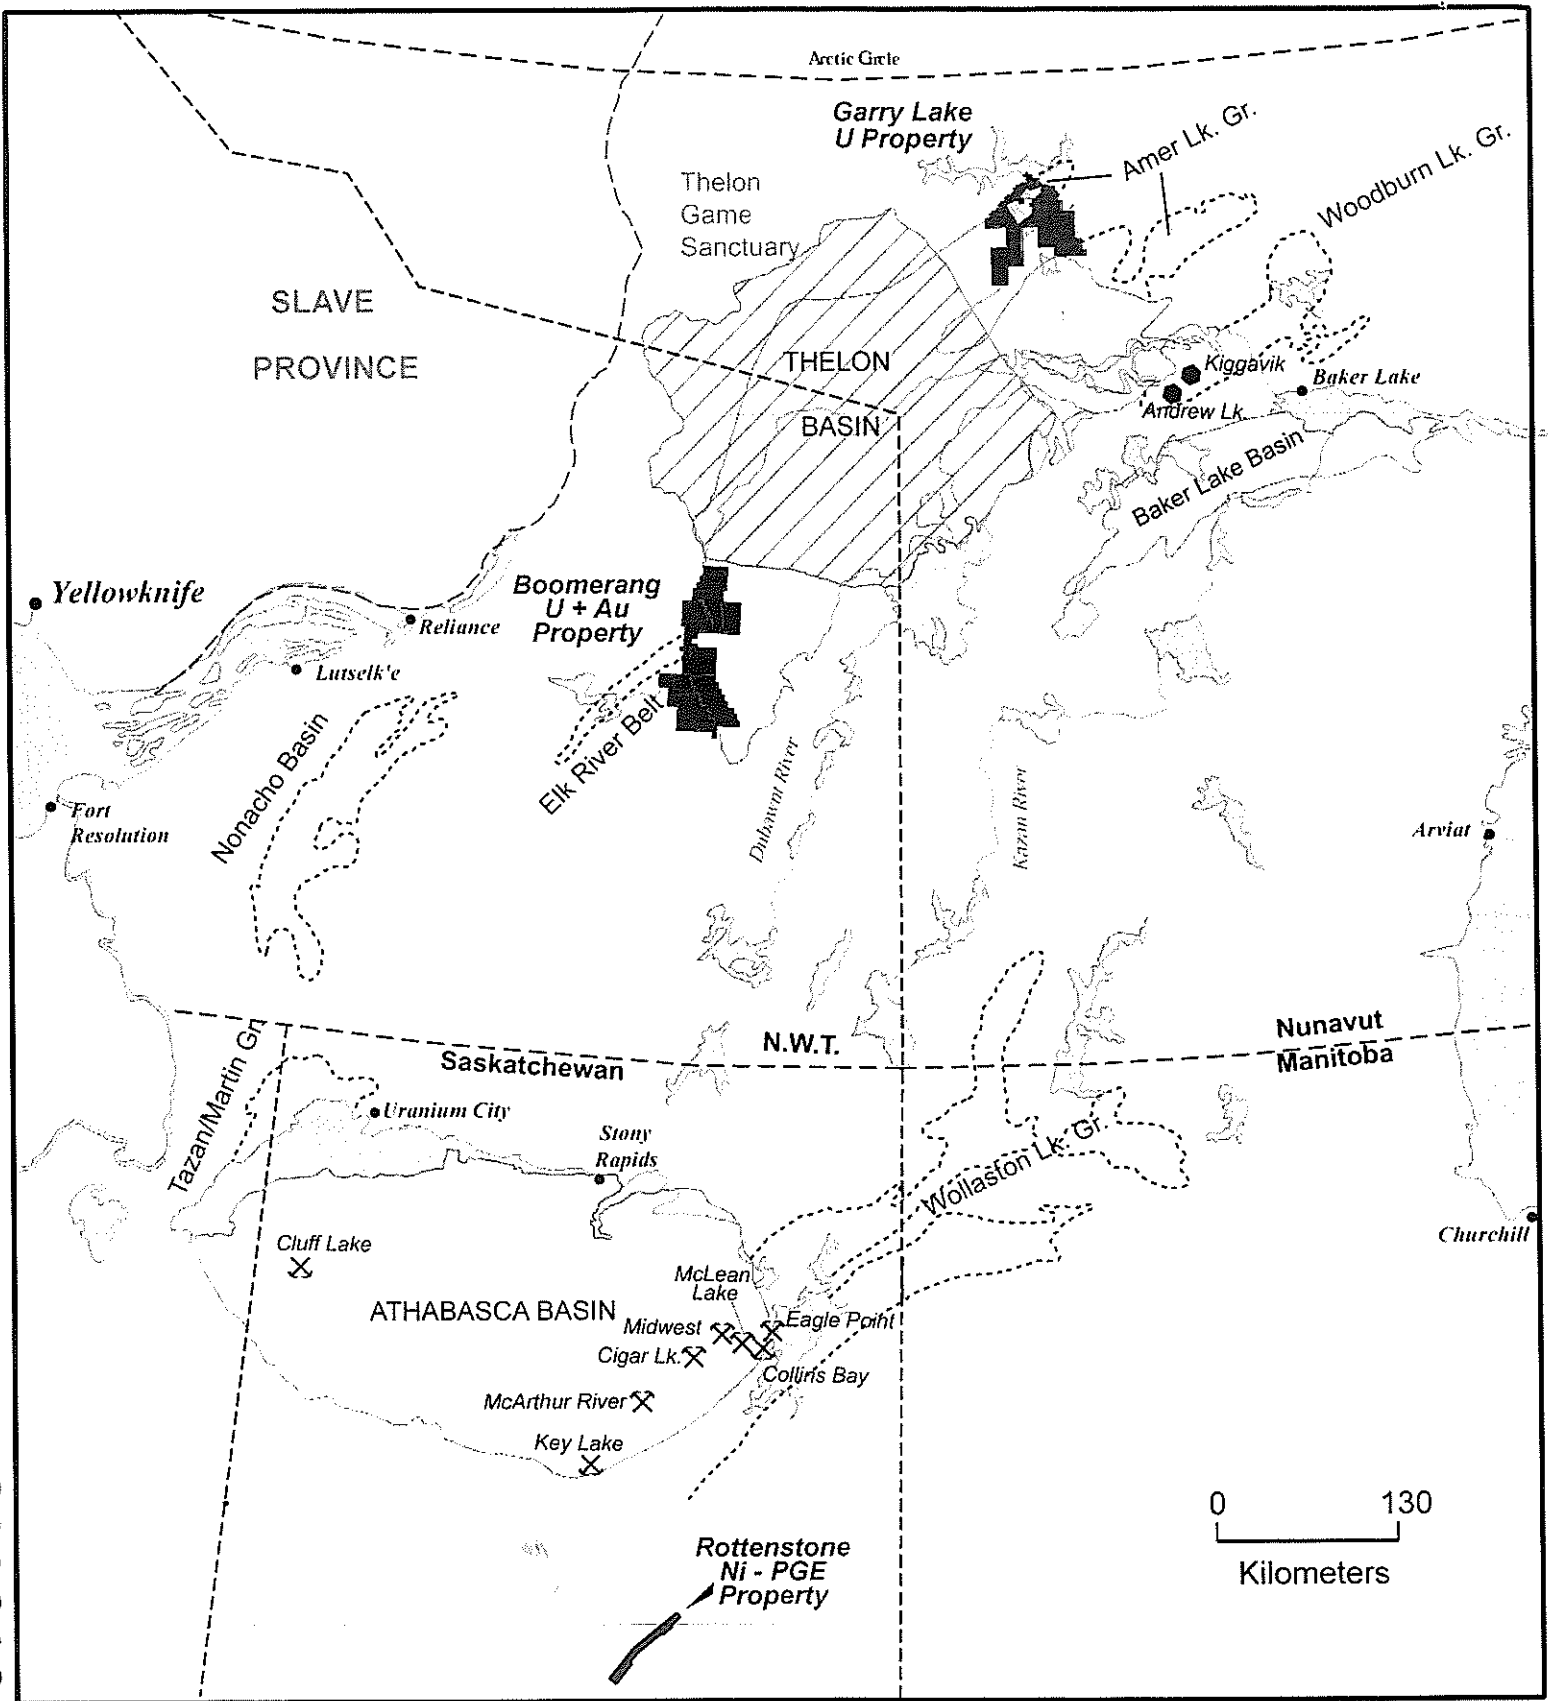 Arctic Circle
Garry Lake
U Property
Amer Lk. Gr.
Woodburn Lk. Gr.
Thelon
Game
Sanctuary
SLAVE
PROVINCE
THELON
BASIN
Kiggavik
Andrew Lk.
Baker Lake
Baker Lake Basin
Yellowknife
Reliance
Lutselk'e
Boomerang
U + Au
Property
Elk River Belt
Nonacho Basin
Fort
Resolution
Dubawnt River
Kazan River
Arviat
Nunavut
Manitoba
N.W.T.
Saskatchewan
Tazan/Martin Gr.
Uranium City
Stony
Rapids
Wollaston Lk. Gr.
Churchill
Cluff Lake
ATHABASCA BASIN
McLean
Lake
Midwest
Eagle Point
Cigar Lk.
Collins Bay
McArthur River
Key Lake
Rottenstone
Ni - PGE
Property
0 130
Kilometers